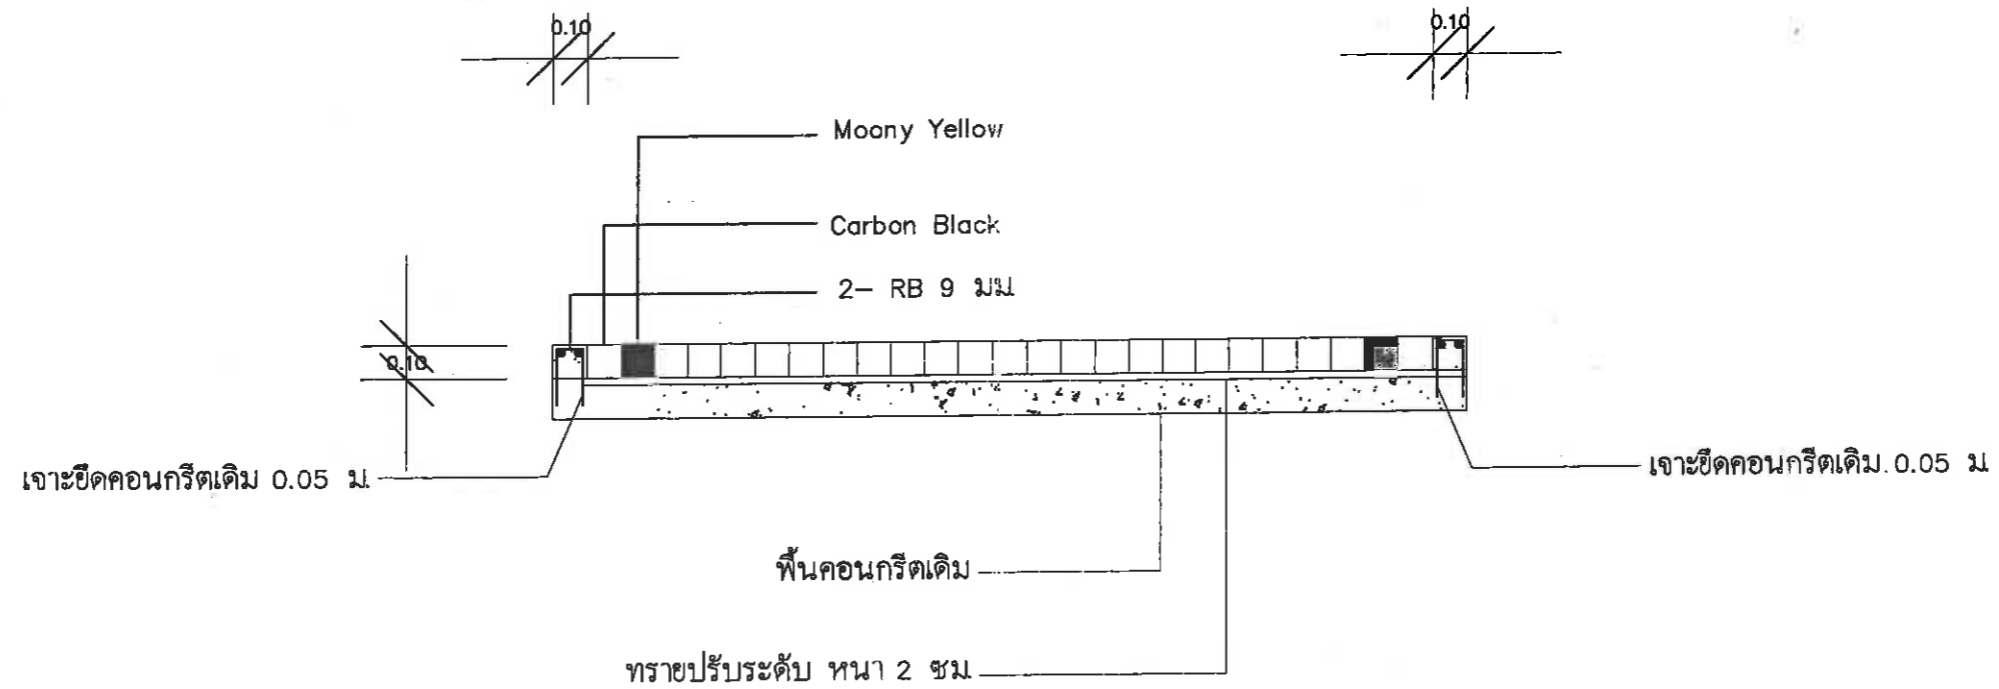 0.10
0.10
Moony Yellow
Carbon Black
2- RB 9 มม.
0.10
เจาะยึดคอนกรีตเดิม 0.05 ม.
เจาะยึดคอนกรีตเดิม 0.05 ม
พื้นคอนกรีตเดิม
ทรายปรับระดับ หนา 2 ซม.